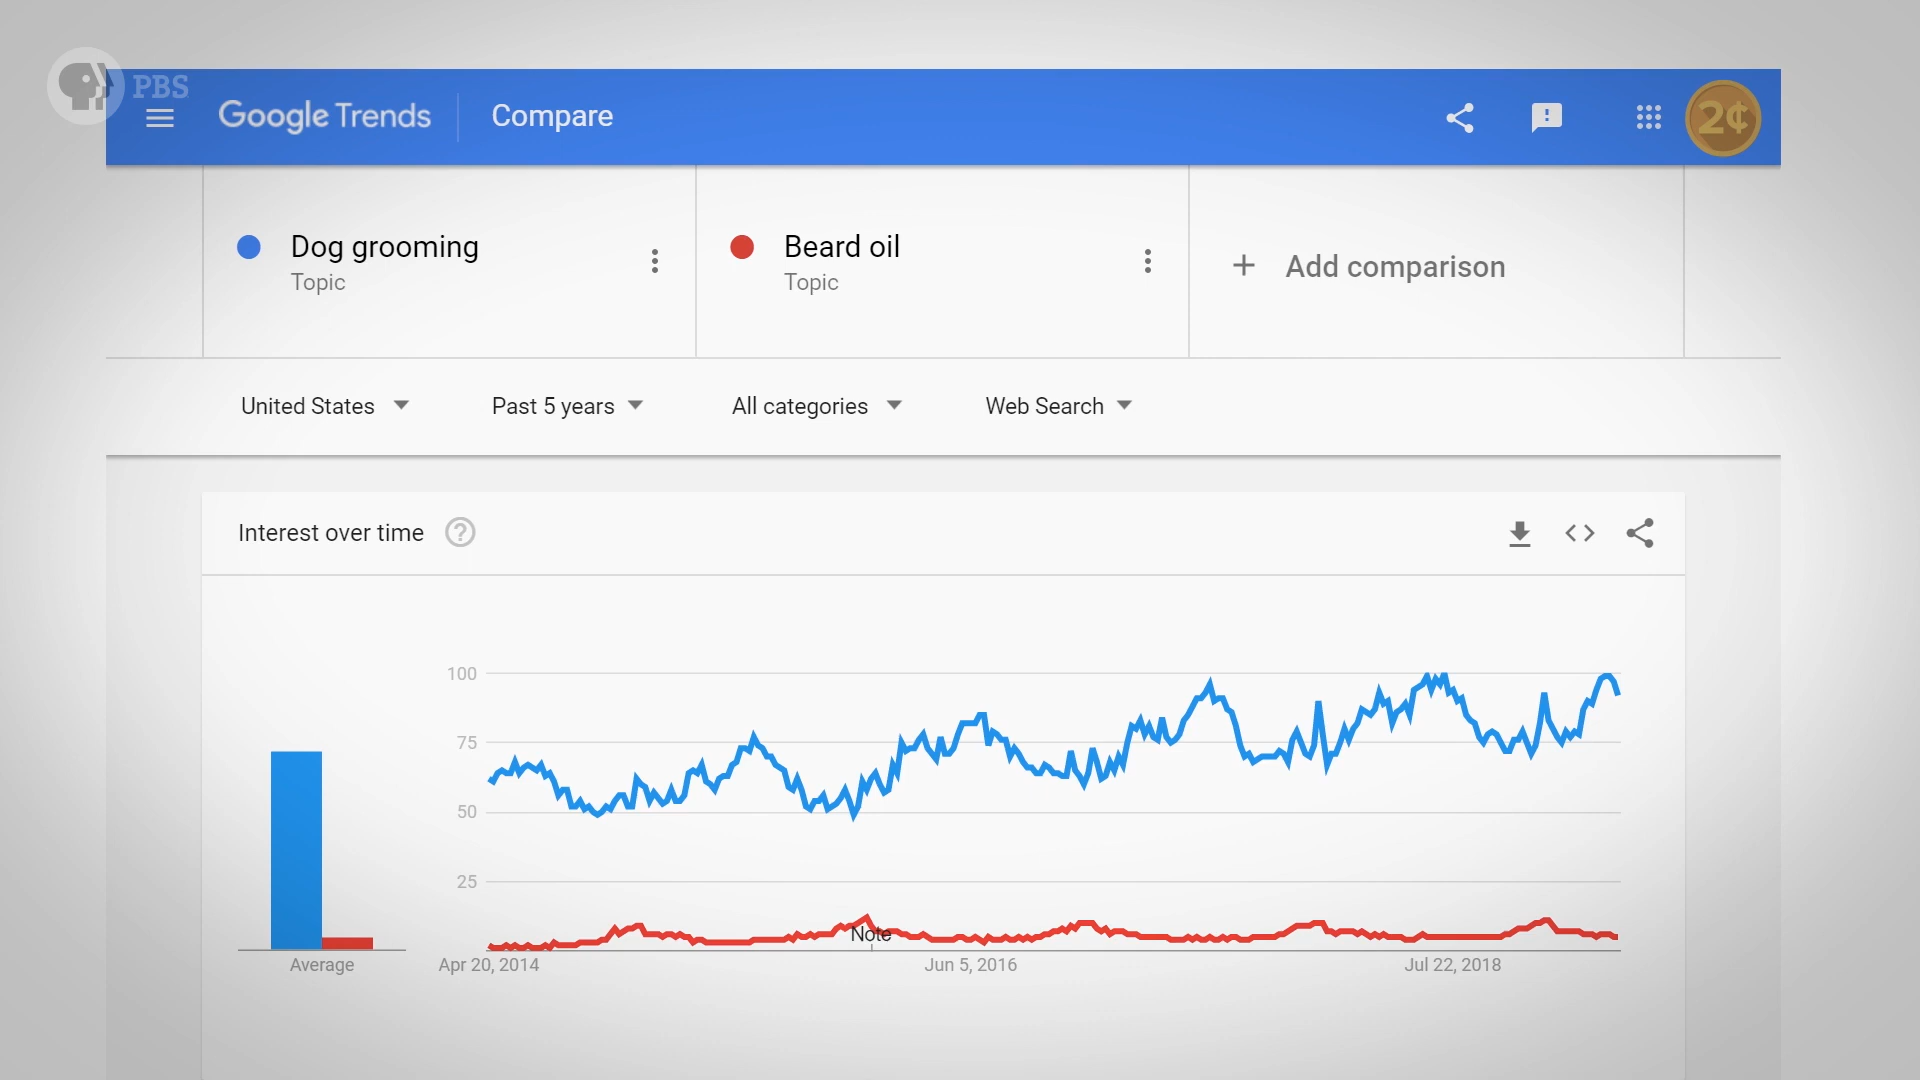 PBS
Google Trends Compare 2¢
Dog grooming
Topic
Beard oil
Topic
+ Add comparison
United States Past 5 years All categories Web Search
Interest over time ?
100
75
50
25
Note
Average Apr 20, 2014 Jun 5, 2016 Jul 22, 2018